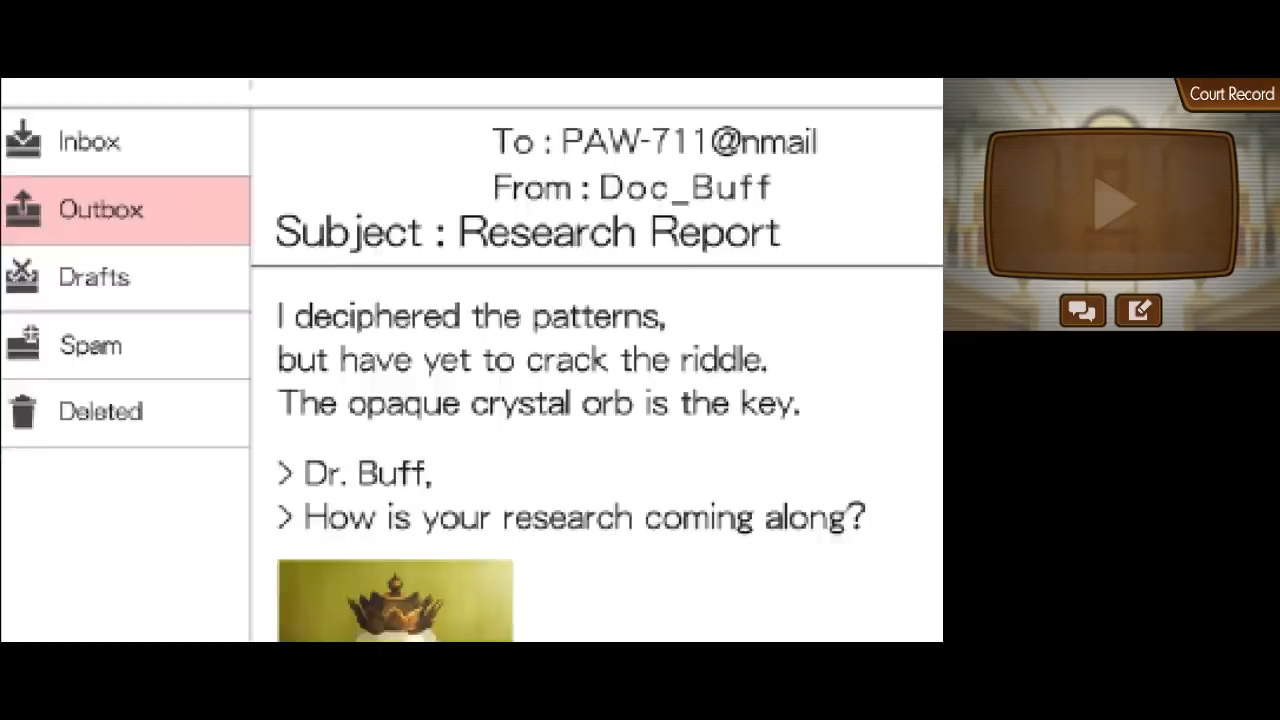 Court Record
Inbox
Outbox
Drafts
Spam
Deleted
To : PAW-711@nmail
From : Doc_Buff
Subject : Research Report
I deciphered the patterns,
but have yet to crack the riddle.
The opaque crystal orb is the key.
> Dr. Buff,
> How is your research coming along?